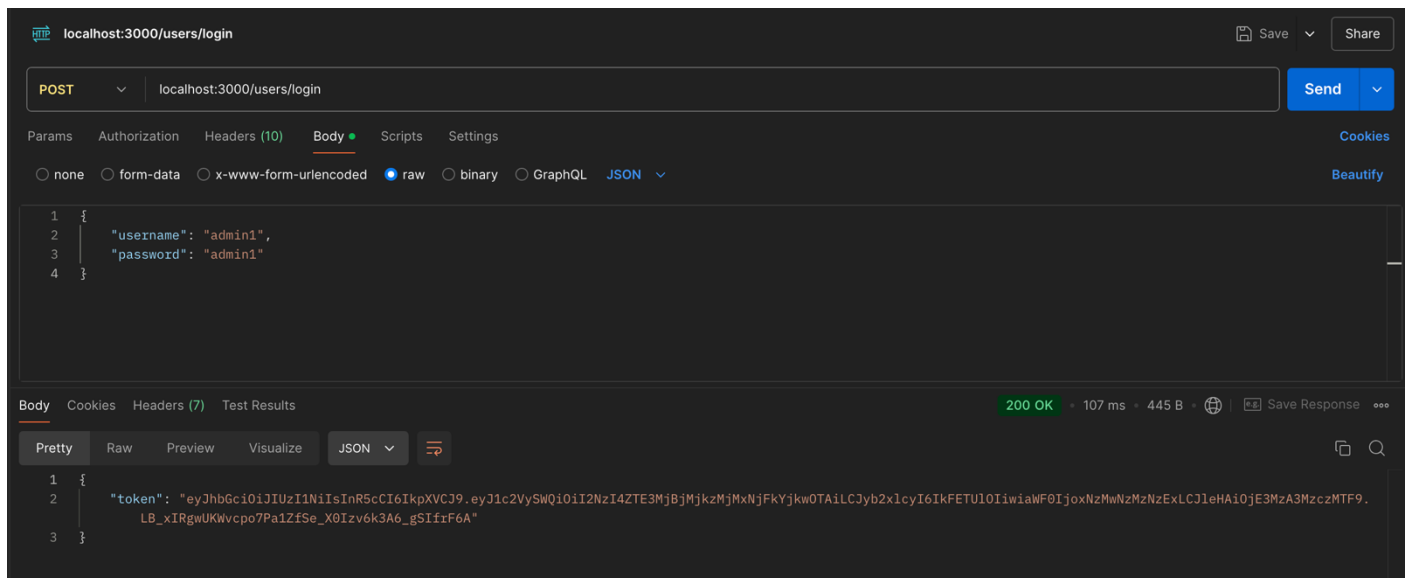 HTTP localhost:3000/users/login
Save
Share
POST
localhost:3000/users/login
Send
Params Authorization Headers (10) Body Scripts Settings
Cookies
none form-data x-www-form-urlencoded raw binary GraphQL JSON
Beautify
1 {
2 "username": "admin1",
3 "password": "admin1"
4 }
Body Cookies Headers (7) Test Results
200 OK 107 ms 445 B e.g. Save Response
Pretty Raw Preview Visualize JSON
1 {
2 "token": "eyJhbGciOiJIUzI1NiIsInR5cCI6IkpXVCJ9.eyJ1c2VySWQiOiI2NzI4ZTE3MjBjMjkzMjMxNjFkYjkwOTAiLCJyb2xlcyI6IkFETUlOIiwiaWF0IjoxNzMwNzMzNzExLCJleHAiOjE3MzA3MzczMTF9.
LB_xIRgwUKWvcpo7Pa1ZfSe_X0Izv6k3A6_gSIfrF6A"
3 }